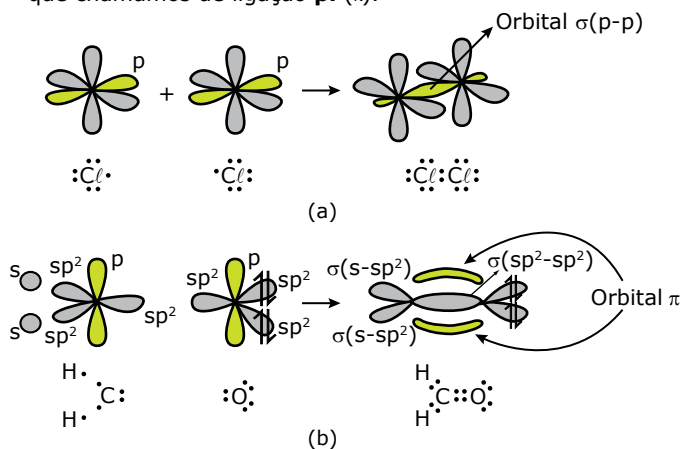 que chamamos de ligação pi (π).
Orbital σ(p-p)
p
+
p
:Cl·
·Cl:
:Cl:Cl:
(a)
s
sp²
p
sp²
s
sp²
sp²
p
sp²
sp²
σ(s-sp²)
σ(sp²-sp²)
σ(s-sp²)
Orbital π
H·
·C:
H·
:O:
H
C::O:
H
(b)